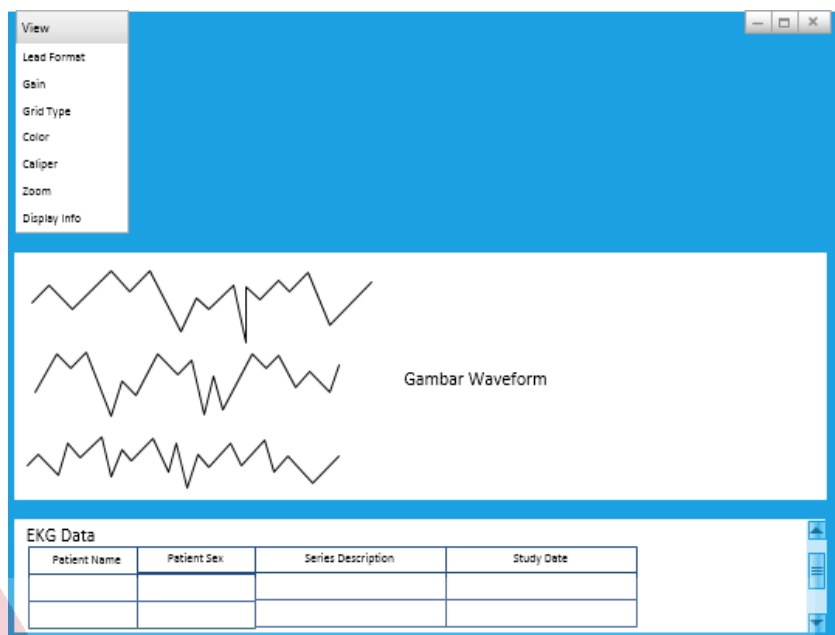 View
Lead Format
Gain
Grid Type
Color
Caliper
Zoom
Display Info
Gambar Waveform
EKG Data
Patient Name Patient Sex Series Description Study Date